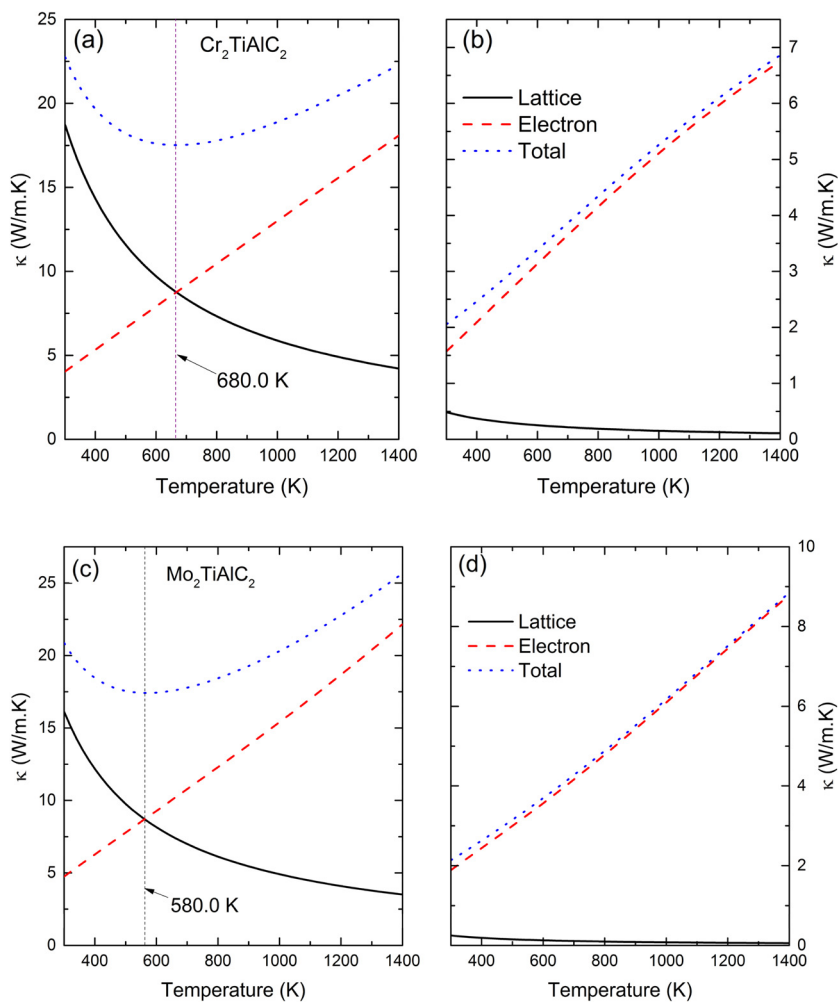 (a)
Cr₂TiAlC₂
κ (W/m.K)
25
20
15
10
5
0
680.0 K
400 600 800 1000 1200 1400
Temperature (K)
(b)
Lattice
Electron
Total
7
6
5
4
3
2
1
0
κ (W/m.K)
400 600 800 1000 1200 1400
Temperature (K)
(c)
Mo₂TiAlC₂
κ (W/m.K)
25
20
15
10
5
0
580.0 K
400 600 800 1000 1200 1400
Temperature (K)
(d)
Lattice
Electron
Total
10
8
6
4
2
0
κ (W/m.K)
400 600 800 1000 1200 1400
Temperature (K)